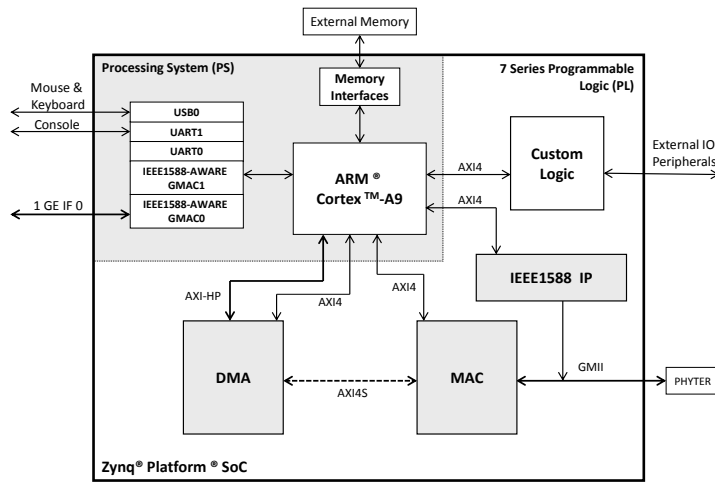 External Memory
Processing System (PS)
7 Series Programmable
Logic (PL)
Memory
Interfaces
Mouse &
Keyboard
Console
USB0
UART1
UART0
IEEE1588-AWARE
GMAC1
IEEE1588-AWARE
GMAC0
1 GE IF 0
ARM ®
Cortex ™-A9
AXI4
AXI4
Custom
Logic
External IO
Peripherals
IEEE1588 IP
AXI-HP
AXI4
AXI4
DMA
AXI4S
MAC
GMII
PHYTER
Zynq® Platform ® SoC